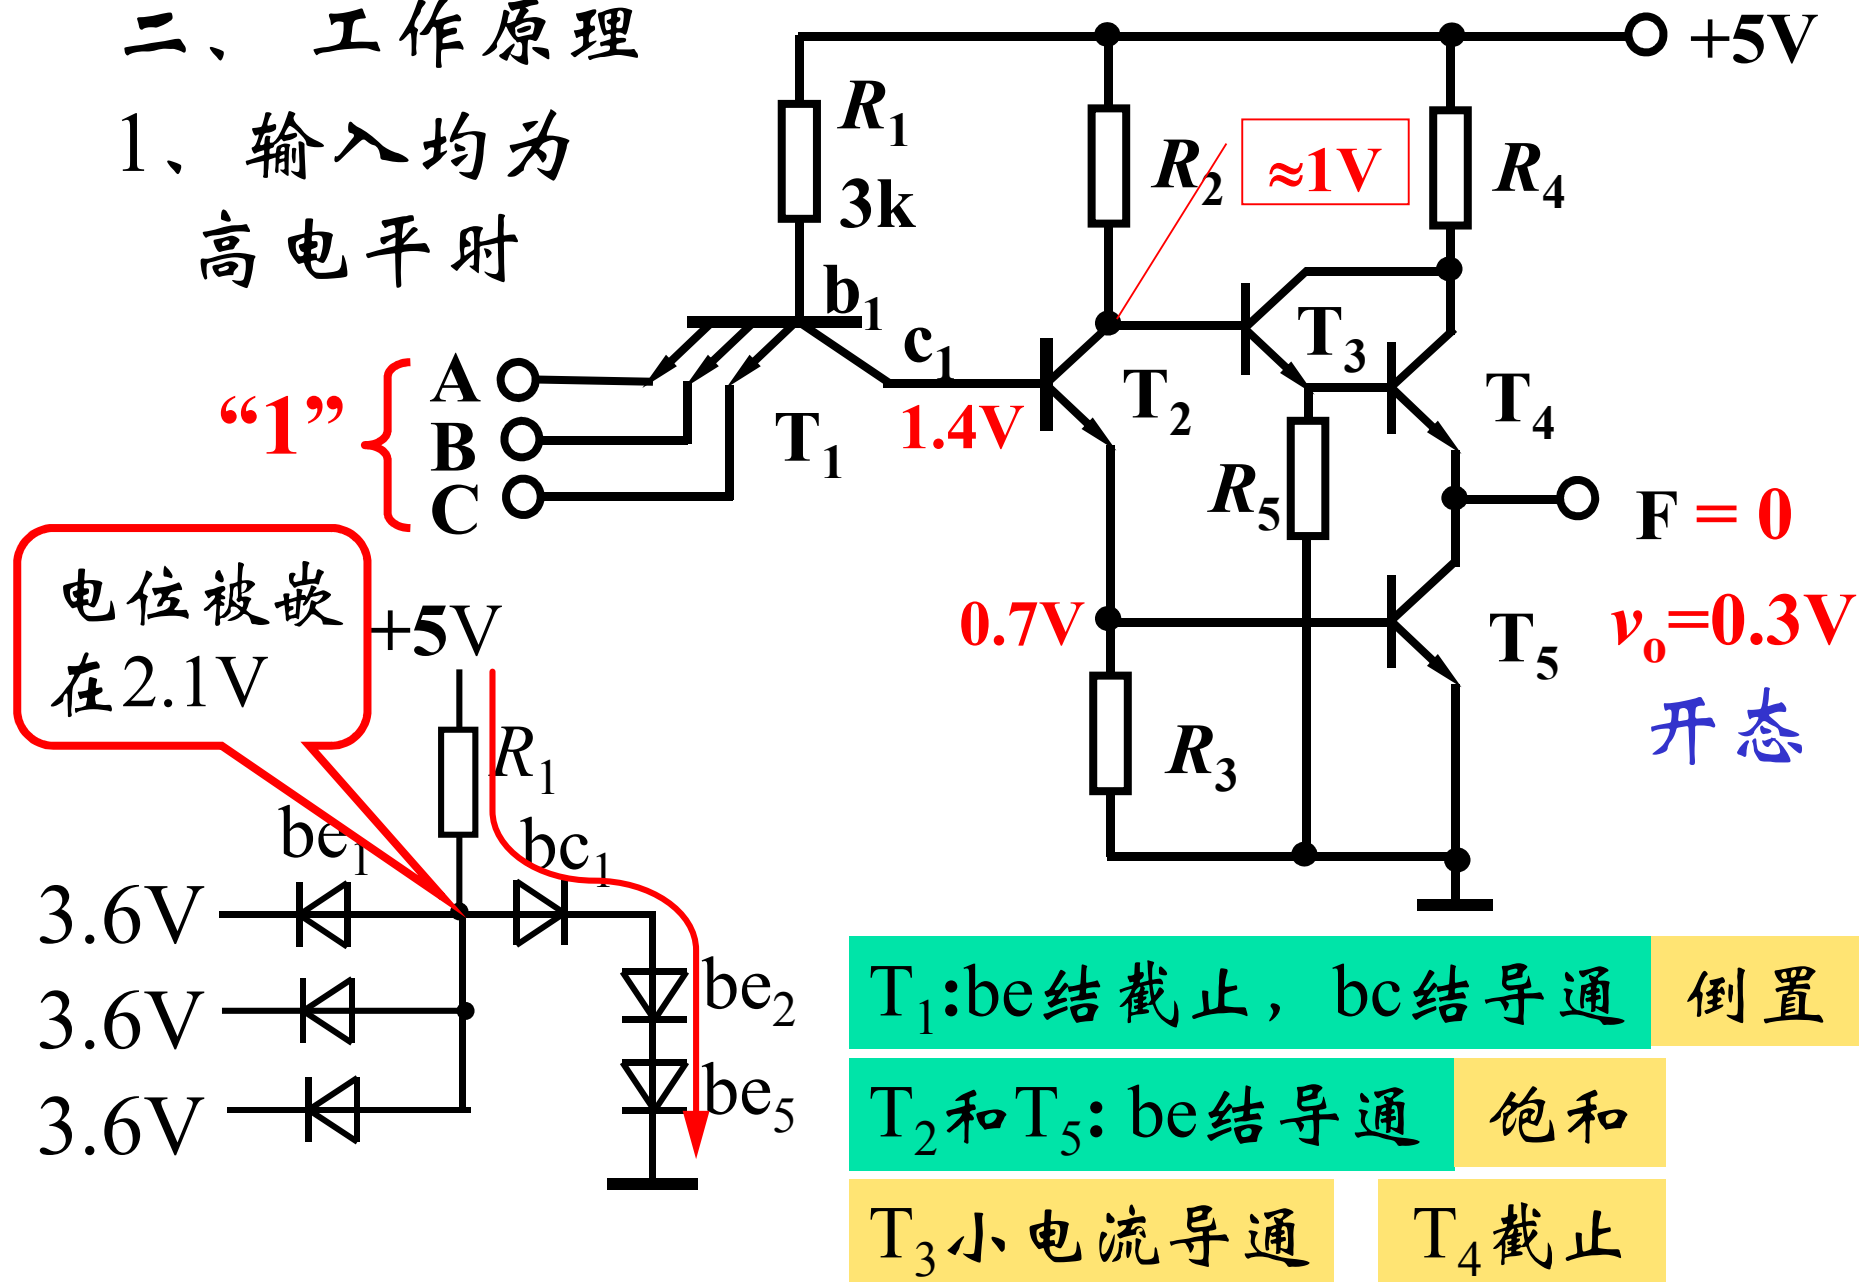 二、 工作原理
1、输入均为
高电平时
+5V
R1
3k
R2
≈1V
R4
b1
c1
T1
1.4V
T2
T3
T4
“1”
A
B
C
R5
F = 0
0.7V
T5
vo=0.3V
开态
R3
电位被嵌
在2.1V
+5V
R1
be1
bc1
3.6V
3.6V
3.6V
be2
be5
T1:be结截止，bc结导通 倒置
T2和T5: be结导通 饱和
T3小电流导通 T4截止